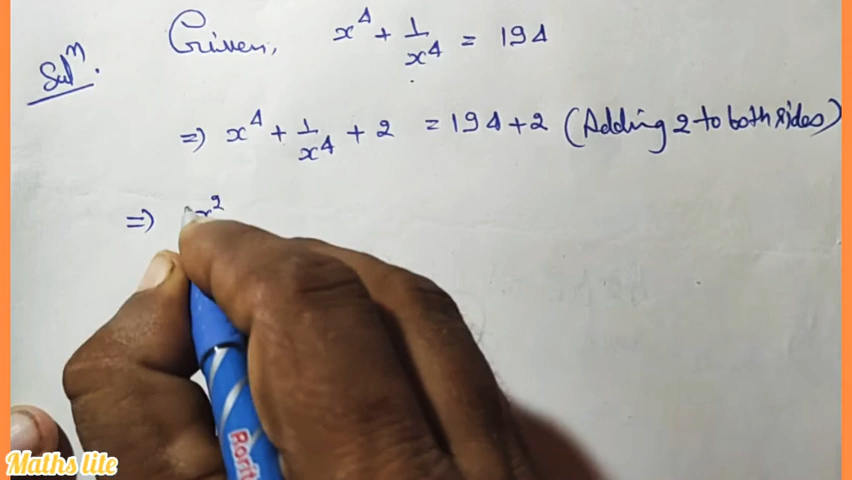 Given, x⁴ + 1/x⁴ = 194
Solⁿ.
=) x⁴ + 1/x⁴ + 2 = 194+2 (Adding 2 to both sides)
=) x²
Rorit
Maths lite